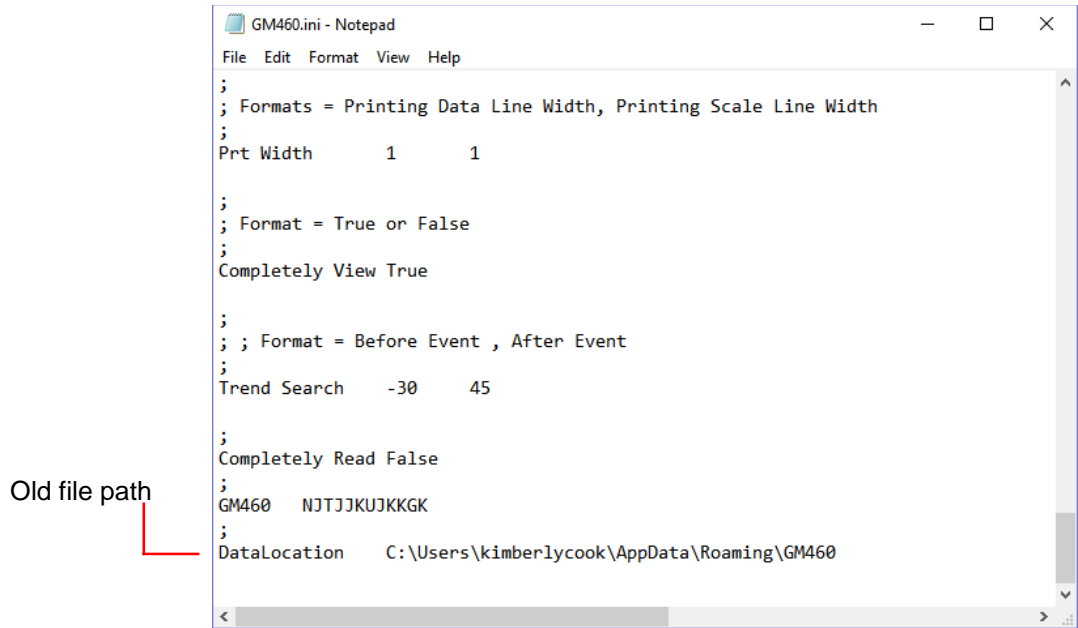 GM460.ini - Notepad
File Edit Format View Help
;
; Formats = Printing Data Line Width, Printing Scale Line Width
;
Prt Width 1 1
;
; Format = True or False
;
Completely View True
;
; ; Format = Before Event , After Event
;
Trend Search -30 45
;
Completely Read False
;
GM460 NJTJJKUJKKGK
;
DataLocation C:\Users\kimberlycook\AppData\Roaming\GM460
Old file path